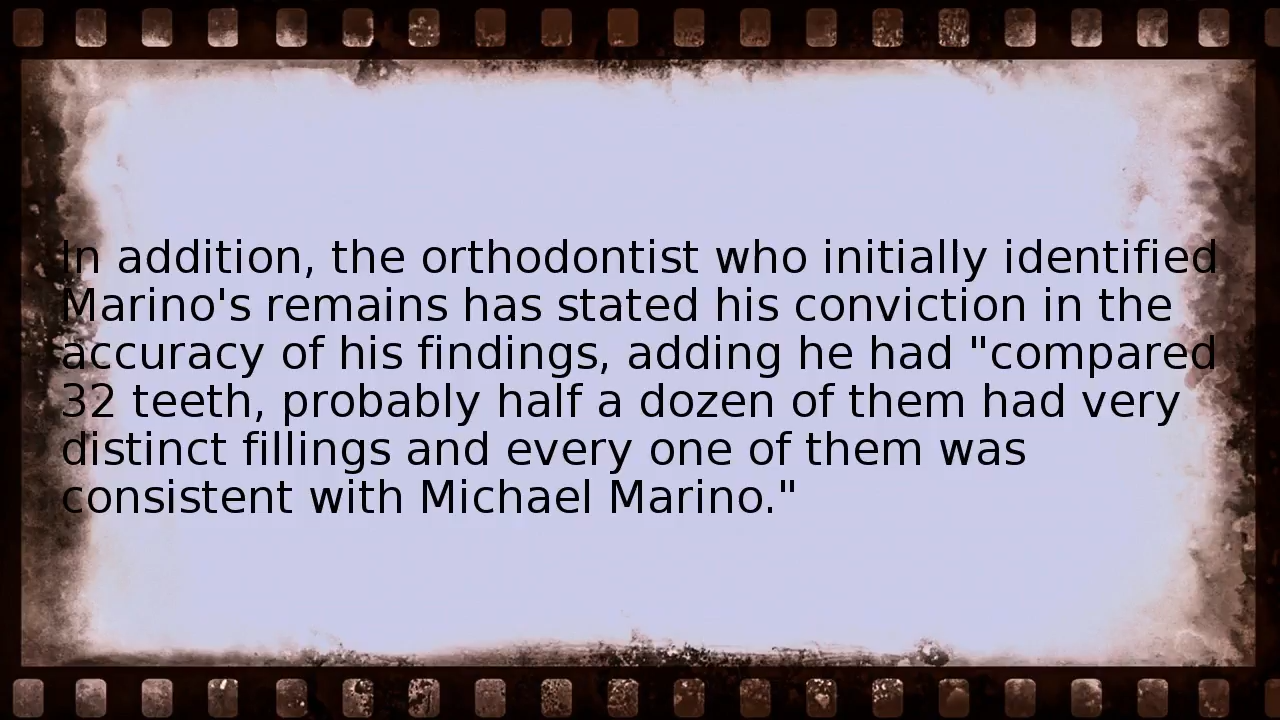 In addition, the orthodontist who initially identified
Marino's remains has stated his conviction in the
accuracy of his findings, adding he had "compared
32 teeth, probably half a dozen of them had very
distinct fillings and every one of them was
consistent with Michael Marino."